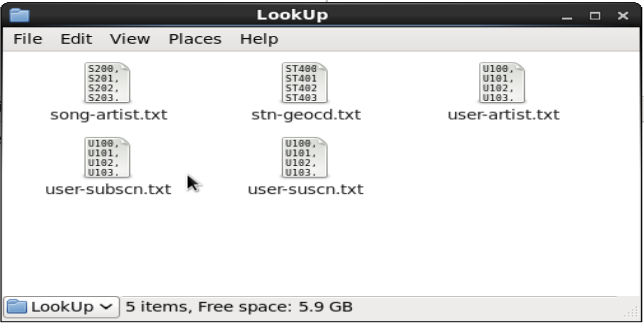 LookUp
File Edit View Places Help
S200,
S201,
S202,
S203.
song-artist.txt
ST400
ST401
ST402
ST403
stn-geocd.txt
U100,
U101,
U102,
U103.
user-artist.txt
U100,
U101,
U102,
U103.
user-subscn.txt
U100,
U101,
U102,
U103.
user-suscn.txt
LookUp 5 items, Free space: 5.9 GB